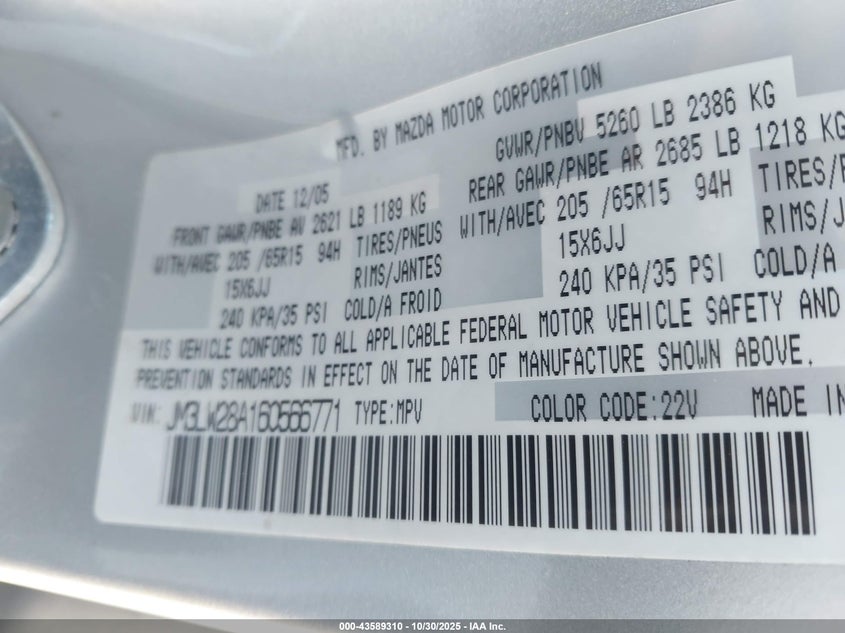 MFD. BY MAZDA MOTOR CORPORATION
DATE 12/05
GVWR/PNBV 5260 LB 2386 KG
FRONT GAWR/PNBE AV 2621 LB 1189 KG
REAR GAWR/PNBE AR 2685 LB 1218 KG
WITH/AVEC 205 /65R15 94H TIRES/PNEUS
WITH/AVEC 205 /65R15 94H TIRES/P
15X6JJ RIMS/JANTES
15X6JJ RIMS/J
240 KPA/35 PSI COLD/A FROID
240 KPA/35 PSI COLD/A
THIS VEHICLE CONFORMS TO ALL APPLICABLE FEDERAL MOTOR VEHICLE SAFETY AND
PREVENTION STANDARDS IN EFFECT ON THE DATE OF MANUFACTURE SHOWN ABOVE.
VIN: JM3LW28A160566771 TYPE:MPV COLOR CODE:22V MADE IN
000-43589310 - 10/30/2025 - IAA Inc.